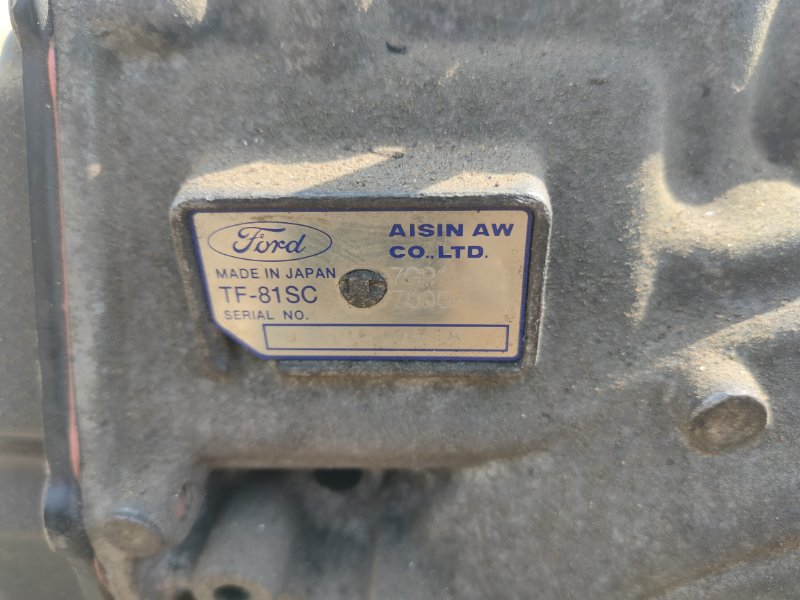 Ford
AISIN AW
CO.,LTD.
MADE IN JAPAN
TF-81SC
SERIAL NO.